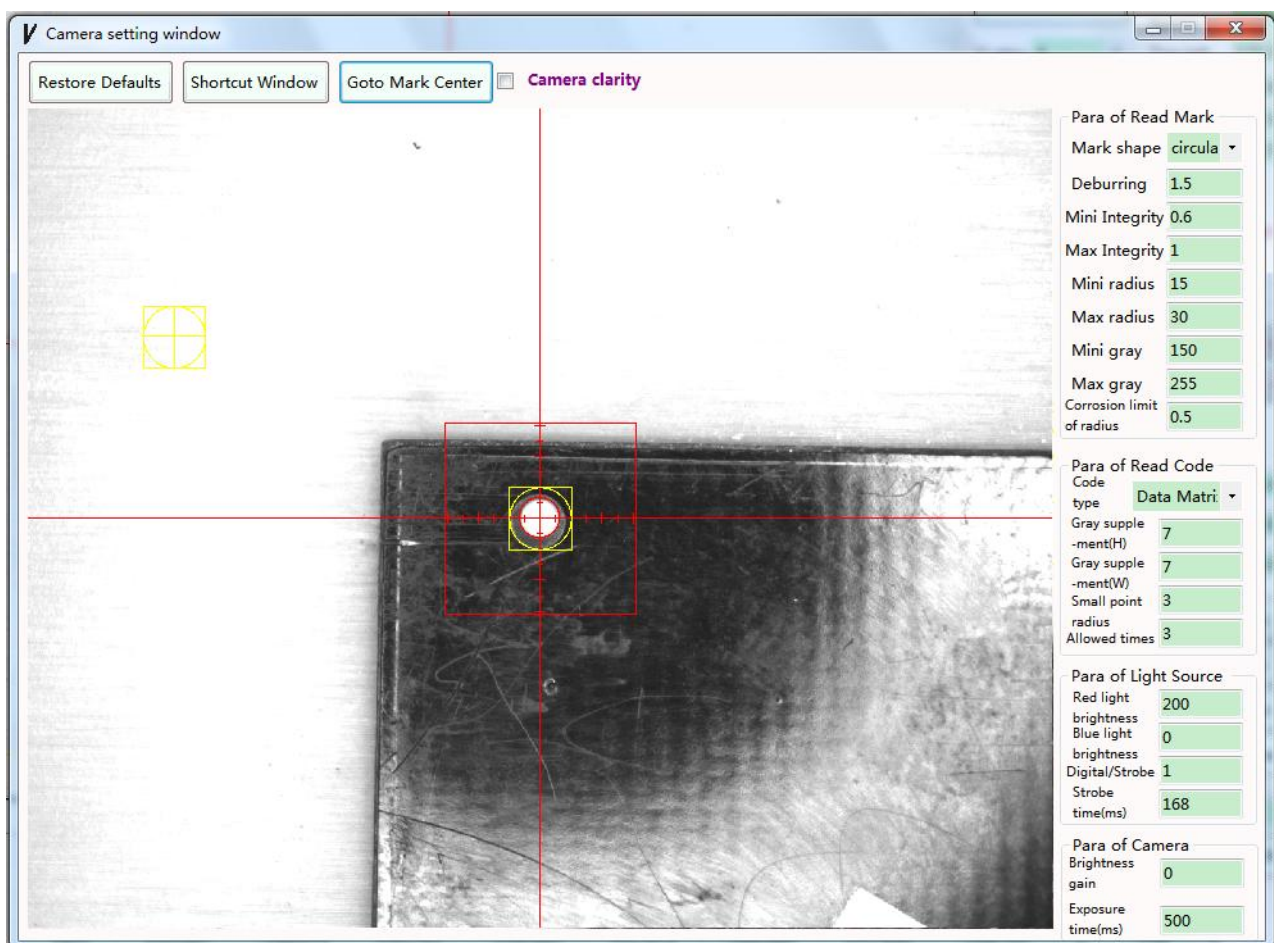 Camera setting window
Restore Defaults
Shortcut Window
Goto Mark Center
Camera clarity
Para of Read Mark
Mark shape circula
Deburring 1.5
Mini Integrity 0.6
Max Integrity 1
Mini radius 15
Max radius 30
Mini gray 150
Max gray 255
Corrosion limit
of radius 0.5
Para of Read Code
Code
type Data Matri:
Gray supple
-ment(H) 7
Gray supple
-ment(W) 7
Small point
radius 3
Allowed times 3
Para of Light Source
Red light
brightness 200
Blue light
brightness 0
Digital/Strobe 1
Strobe
time(ms) 168
Para of Camera
Brightness
gain 0
Exposure
time(ms) 500